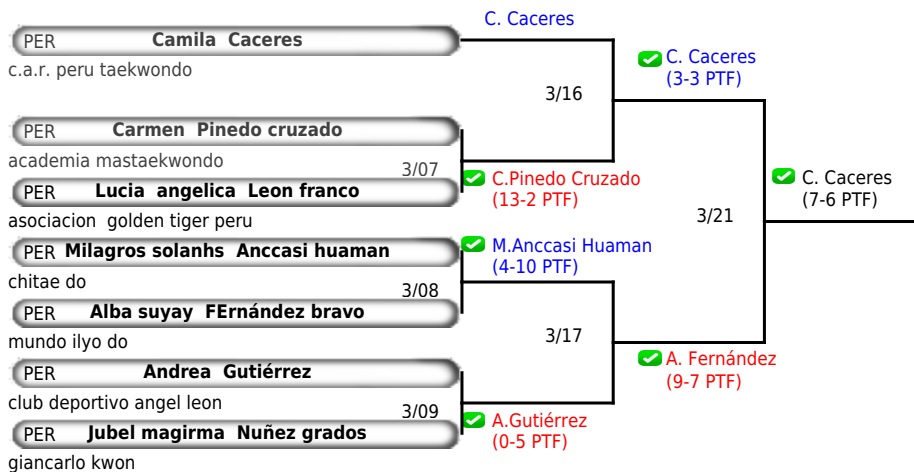 C. Caceres
PER Camila Caceres
c.a.r. peru taekwondo
C. Caceres
(3-3 PTF)
3/16
PER Carmen Pinedo cruzado
academia mastaekwondo
3/07
C.Pinedo Cruzado
(13-2 PTF)
C. Caceres
(7-6 PTF)
PER Lucia angelica Leon franco
asociacion golden tiger peru
3/21
PER Milagros solanhs Anccasi huaman
M.Anccasi Huaman
(4-10 PTF)
chitae do
3/08
PER Alba suyay FErnández bravo
mundo ilyo do
3/17
A. Fernández
(9-7 PTF)
PER Andrea Gutiérrez
club deportivo angel leon
3/09
A.Gutiérrez
(0-5 PTF)
PER Jubel magirma Nuñez grados
giancarlo kwon